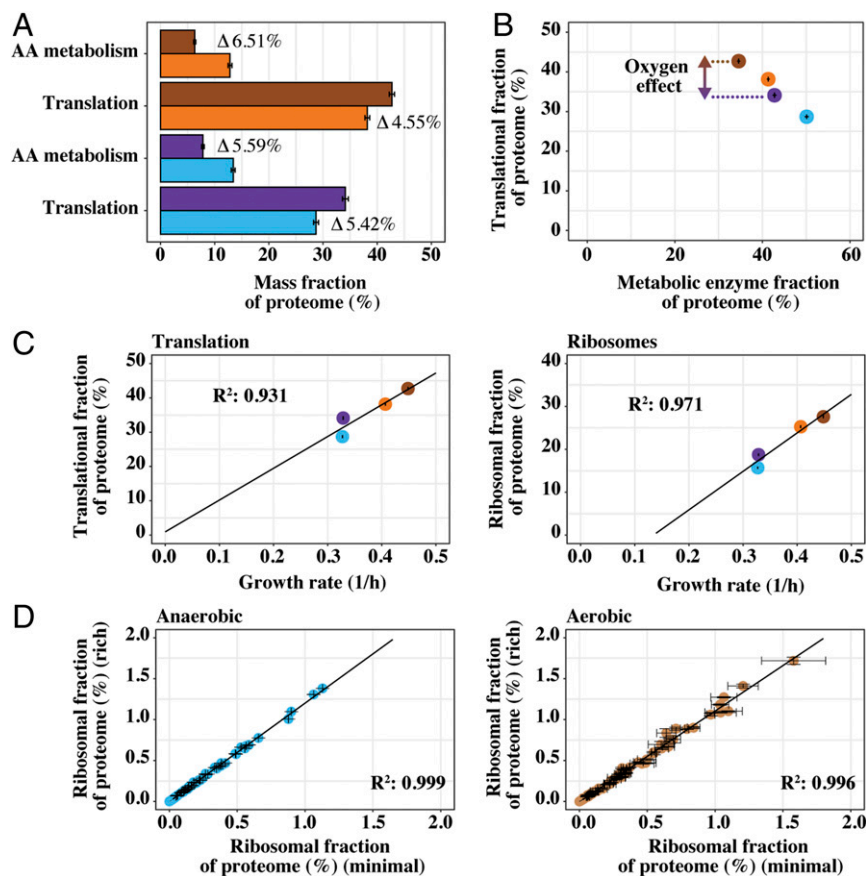 A
AA metabolism
Translation
AA metabolism
Translation
Δ 6.51%
Δ 4.55%
Δ 5.59%
Δ 5.42%
0 10 20 30 40 50
Mass fraction
of proteome (%)
B
Translational fraction
of proteome (%)
50
40
30
20
10
0
Oxygen
effect
0 20 40 60
Metabolic enzyme fraction
of proteome (%)
C
Translation
Translational fraction
of proteome (%)
50
40
30
20
10
0
R²: 0.931
0.0 0.1 0.2 0.3 0.4 0.5
Growth rate (1/h)
Ribosomes
Ribosomal fraction
of proteome (%)
40
30
20
10
0
R²: 0.971
0.0 0.1 0.2 0.3 0.4 0.5
Growth rate (1/h)
D
Anaerobic
Ribosomal fraction
of proteome (%) (rich)
2.0
1.5
1.0
0.5
0.0
R²: 0.999
0.0 0.5 1.0 1.5 2.0
Ribosomal fraction
of proteome (%) (minimal)
Aerobic
Ribosomal fraction
of proteome (%) (rich)
2.0
1.5
1.0
0.5
0.0
R²: 0.996
0.0 0.5 1.0 1.5 2.0
Ribosomal fraction
of proteome (%) (minimal)